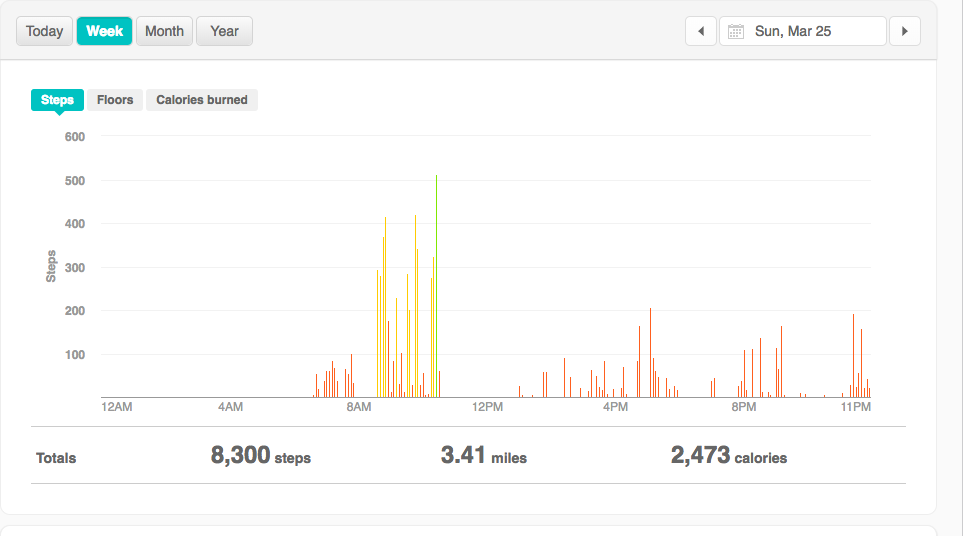 Today Week Month Year Sun, Mar 25
Steps Floors Calories burned
600
500
400
300
200
100
Steps
12AM 4AM 8AM 12PM 4PM 8PM 11PM
Totals 8,300 steps 3.41 miles 2,473 calories